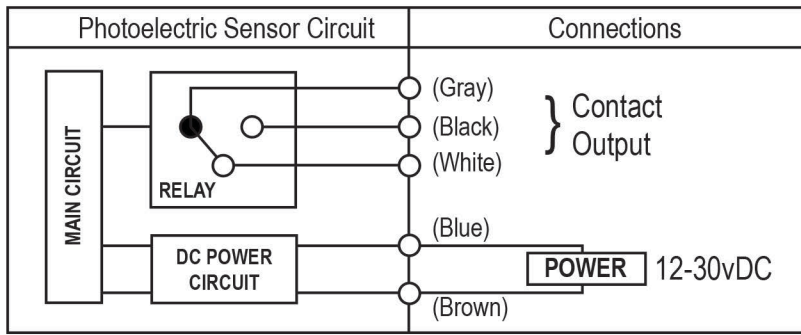 Photoelectric Sensor Circuit
Connections
MAIN CIRCUIT
RELAY
(Gray)
(Black)
(White)
Contact
Output
DC POWER
CIRCUIT
(Blue)
(Brown)
POWER
12-30vDC